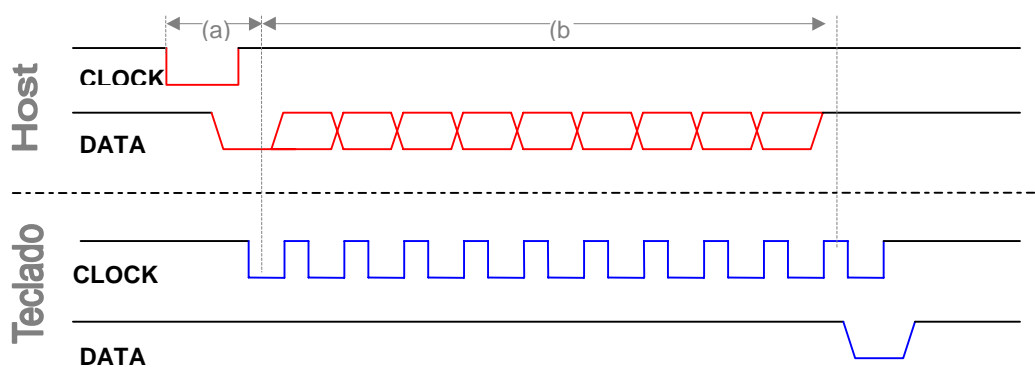 (a)
(b
Host
CLOCK
DATA
Teclado
CLOCK
DATA